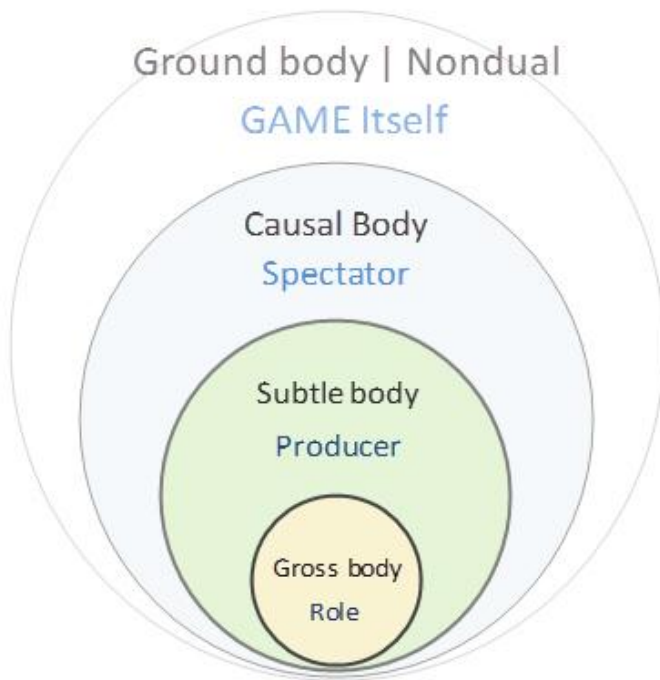 Ground body | Nondual
GAME Itself
Causal Body
Spectator
Subtle body
Producer
Gross body
Role